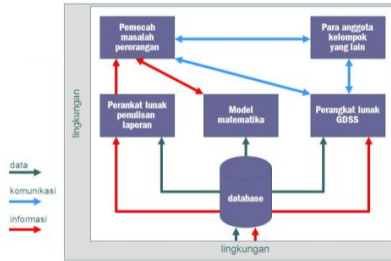 Pemecah
masalah perorangan
Para anggota
kelompok
yang lain
lingkungan
Perankat lunak
penulisan
laporan
Model
matematika
Perangkat lunak
GDSS
data
komunikasi
informasi
database
lingkungan